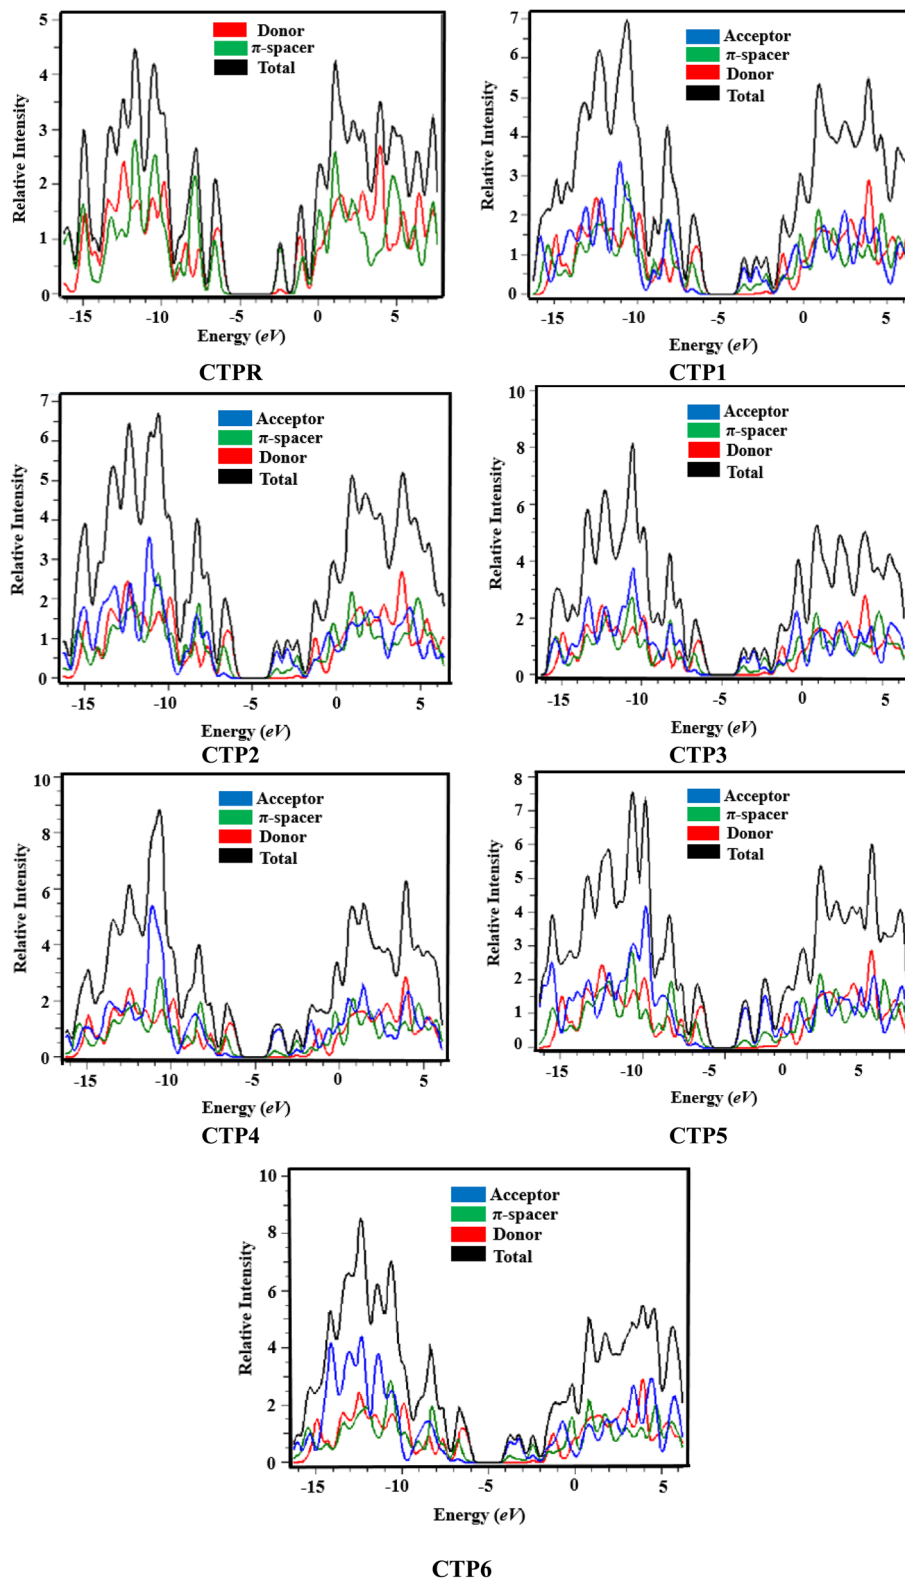 5
4
3
2
1
0
Relative Intensity
Donor
π-spacer
Total
-15
-10
-5
0
5
Energy (eV)
CTPR
7
6
5
4
3
2
1
0
Relative Intensity
Acceptor
π-spacer
Donor
Total
-15
-10
-5
0
5
Energy (eV)
CTP1
7
6
5
4
3
2
1
0
Relative Intensity
Acceptor
π-spacer
Donor
Total
-15
-10
-5
0
5
Energy (eV)
CTP2
10
8
6
4
2
0
Relative Intensity
Acceptor
π-spacer
Donor
Total
-15
-10
-5
0
5
Energy (eV)
CTP3
10
8
6
4
2
0
Relative Intensity
Acceptor
π-spacer
Donor
Total
-15
-10
-5
0
5
Energy (eV)
CTP4
8
7
6
5
4
3
2
1
0
Relative Intensity
Acceptor
π-spacer
Donor
Total
-15
-10
-5
0
5
Energy (eV)
CTP5
10
8
6
4
2
0
Relative Intensity
Acceptor
π-spacer
Donor
Total
-15
-10
-5
0
5
Energy (eV)
CTP6